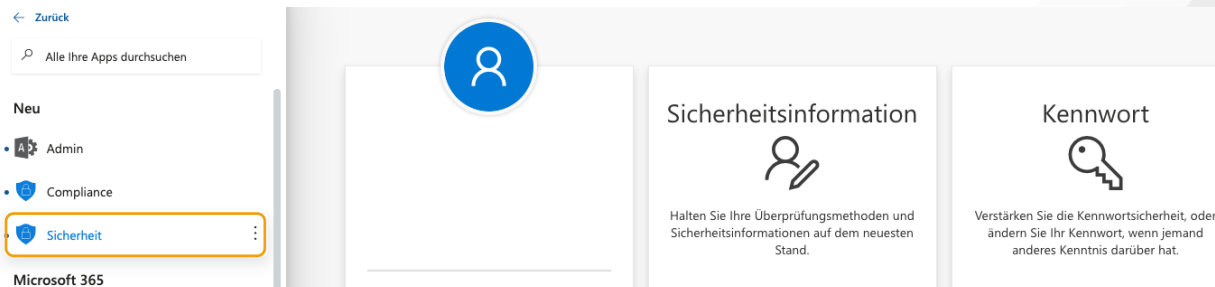 Zurück
Alle Ihre Apps durchsuchen
Neu
Admin
Compliance
Sicherheit
Microsoft 365
Sicherheitsinformation
Halten Sie Ihre Überprüfungsmethoden und
Sicherheitsinformationen auf dem neuesten
Stand.
Kennwort
Verstärken Sie die Kennwortsicherheit, oder
ändern Sie Ihr Kennwort, wenn jemand
anderes Kenntnis darüber hat.